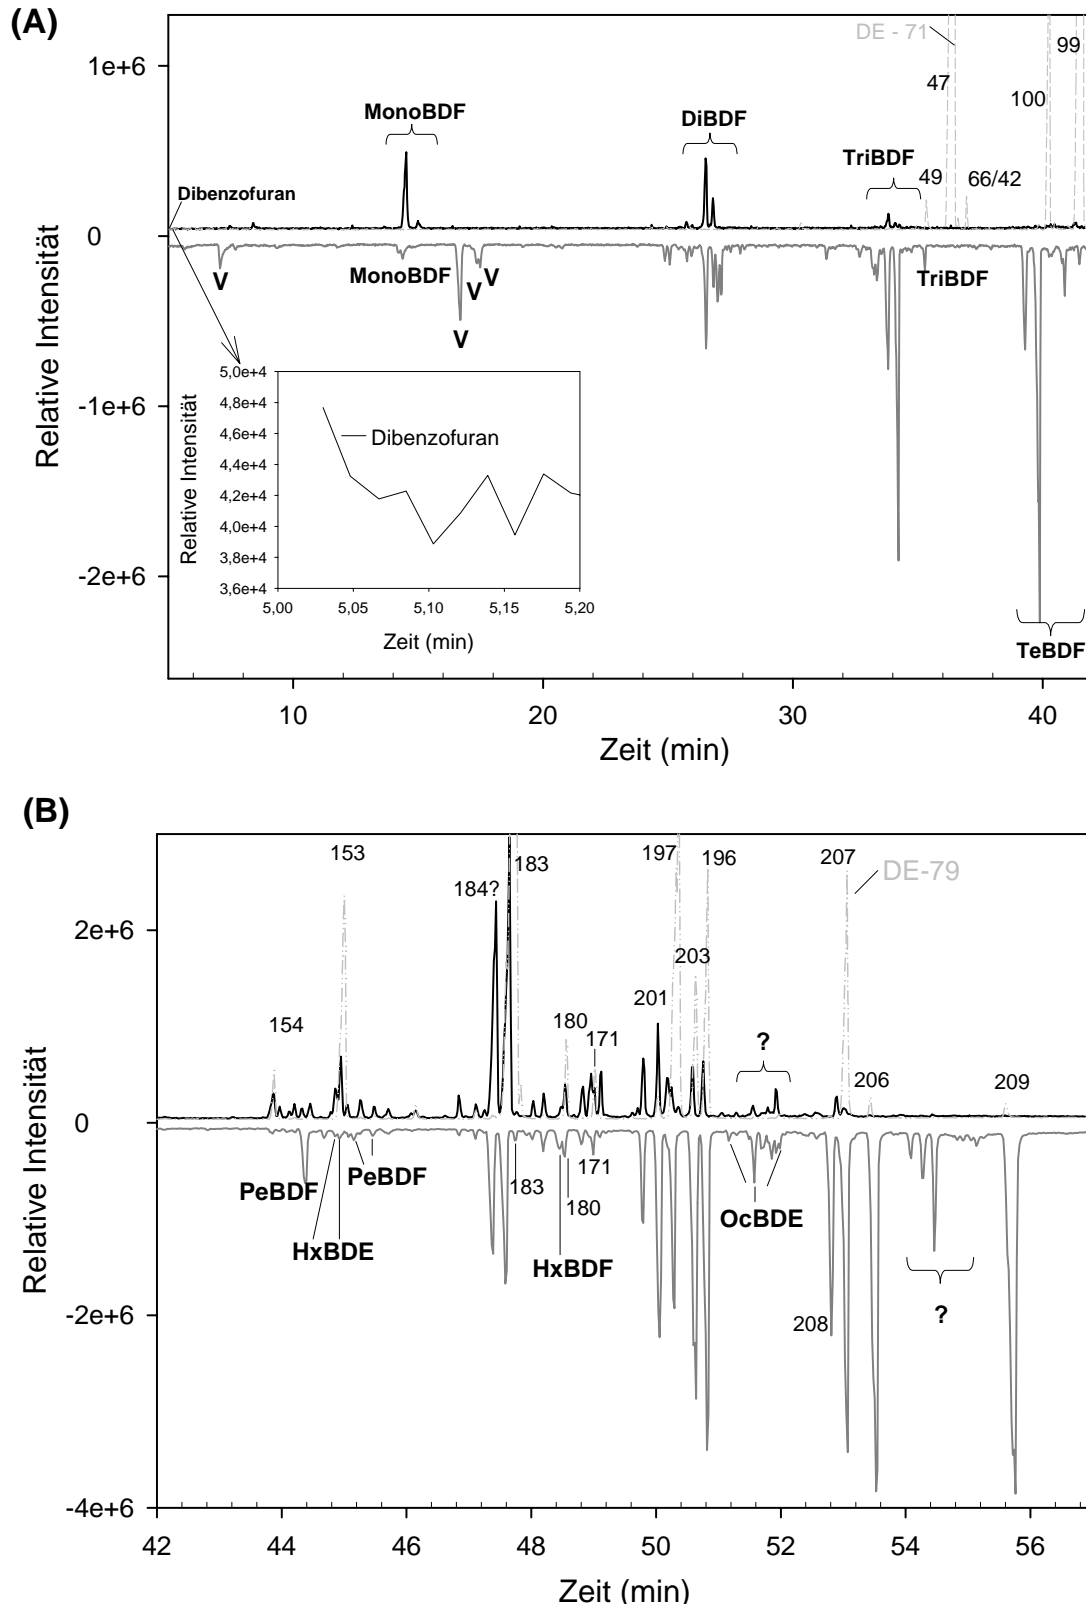 (A)
DE - 71
99
1e+6
47
100
MonoBDF
DiBDF
TriBDF
49
66/42
Dibenzofuran
0
V
MonoBDF
V
V
TriBDF
V
Relative Intensität
-1e+6
5,0e+4
4,8e+4
4,6e+4
4,4e+4
4,2e+4
4,0e+4
3,8e+4
3,6e+4
Relative Intensität
Dibenzofuran
5,00 5,05 5,10 5,15 5,20
Zeit (min)
-2e+6
TeBDF
10 20 30 40
Zeit (min)
(B)
153
184?
183
197
196
207
DE-79
2e+6
203
201
154
180
171
?
206
209
0
Relative Intensität
PeBDF
PeBDF
183
171
180
HxBDE
HxBDF
OcBDE
208
?
-2e+6
-4e+6
42 44 46 48 50 52 54 56
Zeit (min)